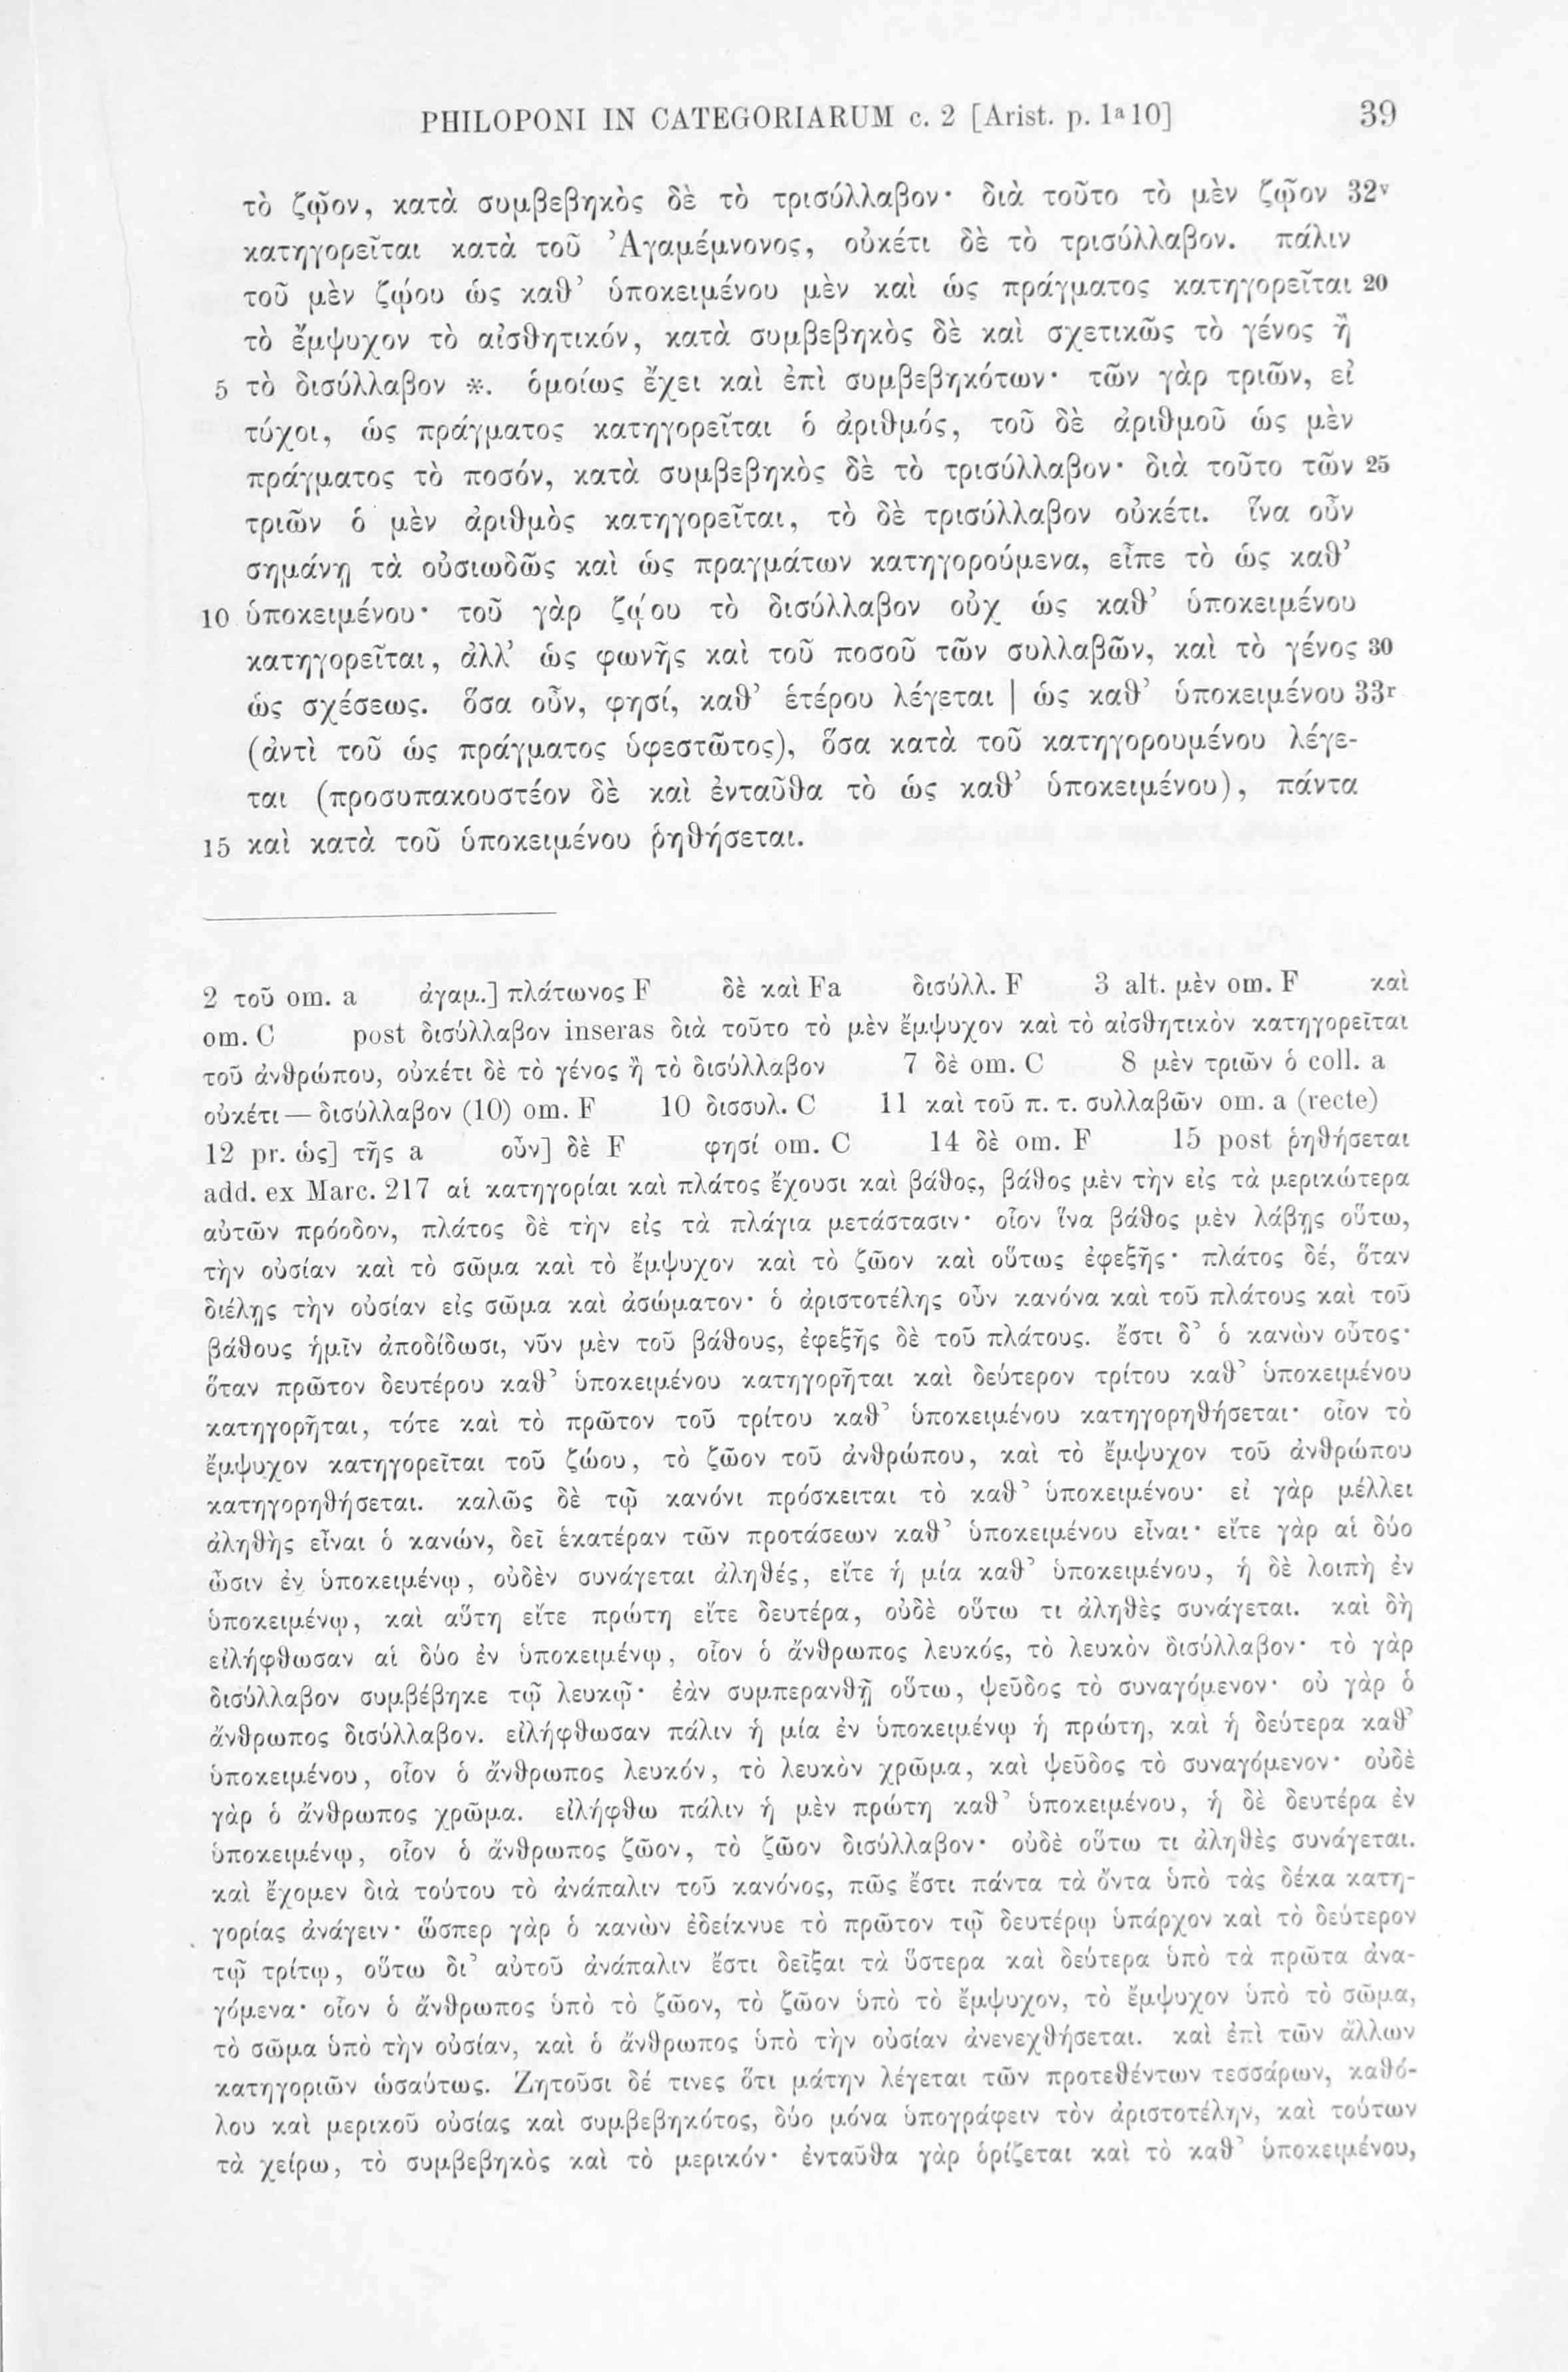 PHILOPONI IN CATEGORIARUM c. 2 [Arist. p. 1ᵃ10] 39
τὸ ζῷον, κατὰ συμβεβηκὸς δὲ τὸ τρισύλλαβον· διὰ τοῦτο τὸ μὲν ζῷον 32ᵛ
κατηγορεῖται κατὰ τοῦ Ἀγαμέμνονος, οὐκέτι δὲ τὸ τρισύλλαβον. πάλιν
τοῦ μὲν ζῴου ὡς καθ’ ὑποκειμένου μὲν καὶ ὡς πράγματος κατηγορεῖται 20
τὸ ἔμψυχον τὸ αἰσθητικόν, κατὰ συμβεβηκὸς δὲ καὶ σχετικῶς τὸ γένος ἢ
5 τὸ δισύλλαβον *. ὁμοίως ἔχει καὶ ἐπὶ συμβεβηκότων· τῶν γὰρ τριῶν, εἰ
τύχοι, ὡς πράγματος κατηγορεῖται ὁ ἀριθμός, τοῦ δὲ ἀριθμοῦ ὡς μὲν
πράγματος τὸ ποσόν, κατὰ συμβεβηκὸς δὲ τὸ τρισύλλαβον· διὰ τοῦτο τῶν 25
τριῶν ὁ μὲν ἀριθμὸς κατηγορεῖται, τὸ δὲ τρισύλλαβον οὐκέτι. ἵνα οὖν
σημάνῃ τὰ οὐσιωδῶς καὶ ὡς πραγμάτων κατηγορούμενα, εἶπε τὸ ὡς καθ’
10 ὑποκειμένου· τοῦ γὰρ ζῴου τὸ δισύλλαβον οὐχ ὡς καθ’ ὑποκειμένου
κατηγορεῖται, ἀλλ’ ὡς φωνῆς καὶ τοῦ ποσοῦ τῶν συλλαβῶν, καὶ τὸ γένος 30
ὡς σχέσεως. ὅσα οὖν, φησί, καθ’ ἑτέρου λέγεται | ὡς καθ’ ὑποκειμένου 33ʳ
(ἀντὶ τοῦ ὡς πράγματος ὑφεστῶτος), ὅσα κατὰ τοῦ κατηγορουμένου λέγε-
ται (προσυπακουστέον δὲ καὶ ἐνταῦθα τὸ ὡς καθ’ ὑποκειμένου), πάντα
15 καὶ κατὰ τοῦ ὑποκειμένου ῥηθήσεται.
2 τοῦ om. a ἀγαμ.] πλάτωνος F δὲ καὶ Fa δισύλλ. F 3 alt. μὲν om. F καὶ
om. C post δισύλλαβον inseras διὰ τοῦτο τὸ μὲν ἔμψυχον καὶ τὸ αἰσθητικὸν κατηγορεῖται
τοῦ ἀνθρώπου, οὐκέτι δὲ τὸ γένος ἢ τὸ δισύλλαβον 7 δὲ om. C 8 μὲν τριῶν ὁ coll. a
οὐκέτι — δισύλλαβον (10) om. F 10 δισσυλ. C 11 καὶ τοῦ π. τ. συλλαβῶν om. a (recte)
12 pr. ὡς] τῆς a οὖν] δὲ F φησί om. C 14 δὲ om. F 15 post ῥηθήσεται
add. ex Marc. 217 αἱ κατηγορίαι καὶ πλάτος ἔχουσι καὶ βάθος, βάθος μὲν τὴν εἰς τὰ μερικώτερα
αὐτῶν πρόοδον, πλάτος δὲ τὴν εἰς τὰ πλάγια μετάστασιν· οἷον ἵνα βάθος μὲν λάβῃς οὕτω,
τὴν οὐσίαν καὶ τὸ σῶμα καὶ τὸ ἔμψυχον καὶ τὸ ζῶον καὶ οὕτως ἐφεξῆς· πλάτος δέ, ὅταν
διέλῃς τὴν οὐσίαν εἰς σῶμα καὶ ἀσώματον· ὁ ἀριστοτέλης οὖν κανόνα καὶ τοῦ πλάτους καὶ τοῦ
βάθους ἡμῖν ἀποδίδωσι, νῦν μὲν τοῦ βάθους, ἐφεξῆς δὲ τοῦ πλάτους. ἔστι δ’ ὁ κανὼν οὗτος·
ὅταν πρῶτον δευτέρου καθ’ ὑποκειμένου κατηγορῆται καὶ δεύτερον τρίτου καθ’ ὑποκειμένου
κατηγορῆται, τότε καὶ τὸ πρῶτον τοῦ τρίτου καθ’ ὑποκειμένου κατηγορηθήσεται· οἷον τὸ
ἔμψυχον κατηγορεῖται τοῦ ζώου, τὸ ζῶον τοῦ ἀνθρώπου, καὶ τὸ ἔμψυχον τοῦ ἀνθρώπου
κατηγορηθήσεται. καλῶς δὲ τῷ κανόνι πρόσκειται τὸ καθ’ ὑποκειμένου· εἰ γὰρ μέλλει
ἀληθὴς εἶναι ὁ κανών, δεῖ ἑκατέραν τῶν προτάσεων καθ’ ὑποκειμένου εἶναι· εἴτε γὰρ αἱ δύο
ὦσιν ἐν ὑποκειμένῳ, οὐδὲν συνάγεται ἀληθές, εἴτε ἡ μία καθ’ ὑποκειμένου, ἡ δὲ λοιπὴ ἐν
ὑποκειμένῳ, καὶ αὕτη εἴτε πρώτη εἴτε δευτέρα, οὐδὲ οὕτω τι ἀληθὲς συνάγεται. καὶ δὴ
εἰλήφθωσαν αἱ δύο ἐν ὑποκειμένῳ, οἷον ὁ ἄνθρωπος λευκός, τὸ λευκὸν δισύλλαβον· τὸ γὰρ
δισύλλαβον συμβέβηκε τῷ λευκῷ· ἐὰν συμπερανθῇ οὕτω, ψεῦδος τὸ συναγόμενον· οὐ γὰρ ὁ
ἄνθρωπος δισύλλαβον. εἰλήφθωσαν πάλιν ἡ μία ἐν ὑποκειμένῳ ἡ πρώτη, καὶ ἡ δεύτερα καθ’
ὑποκειμένου, οἷον ὁ ἄνθρωπος λευκόν, τὸ λευκὸν χρῶμα, καὶ ψεῦδος τὸ συναγόμενον· οὐδὲ
γὰρ ὁ ἄνθρωπος χρῶμα. εἰλήφθω πάλιν ἡ μὲν πρώτη καθ’ ὑποκειμένου, ἡ δὲ δευτέρα ἐν
ὑποκειμένῳ, οἷον ὁ ἄνθρωπος ζῶον, τὸ ζῶον δισύλλαβον· οὐδὲ οὕτω τι ἀληθὲς συνάγεται.
καὶ ἔχομεν διὰ τούτου τὸ ἀνάπαλιν τοῦ κανόνος, πῶς ἔστι πάντα τὰ ὄντα ὑπὸ τὰς δέκα κατη-
γορίας ἀνάγειν· ὥσπερ γὰρ ὁ κανὼν ἐδείκνυε τὸ πρῶτον τῷ δευτέρῳ ὑπάρχον καὶ τὸ δεύτερον
τῷ τρίτῳ, οὕτω δι’ αὐτοῦ ἀνάπαλιν ἔστι δεῖξαι τὰ ὕστερα καὶ δεύτερα ὑπὸ τὰ πρῶτα ἀνα-
γόμενα· οἷον ὁ ἄνθρωπος ὑπὸ τὸ ζῶον, τὸ ζῶον ὑπὸ τὸ ἔμψυχον, τὸ ἔμψυχον ὑπὸ τὸ σῶμα,
τὸ σῶμα ὑπὸ τὴν οὐσίαν, καὶ ὁ ἄνθρωπος ὑπὸ τὴν οὐσίαν ἀνενεχθήσεται. καὶ ἐπὶ τῶν ἄλλων
κατηγοριῶν ὡσαύτως. Ζητοῦσι δέ τινες ὅτι μάτην λέγεται τῶν προτεθέντων τεσσάρων, καθό-
λου καὶ μερικοῦ οὐσίας καὶ συμβεβηκότος, δύο μόνα ὑπογράφειν τὸν ἀριστοτέλην, καὶ τούτων
τὰ χείρω, τὸ συμβεβηκὸς καὶ τὸ μερικόν· ἐνταῦθα γὰρ ὁρίζεται καὶ τὸ καθ’ ὑποκειμένου,